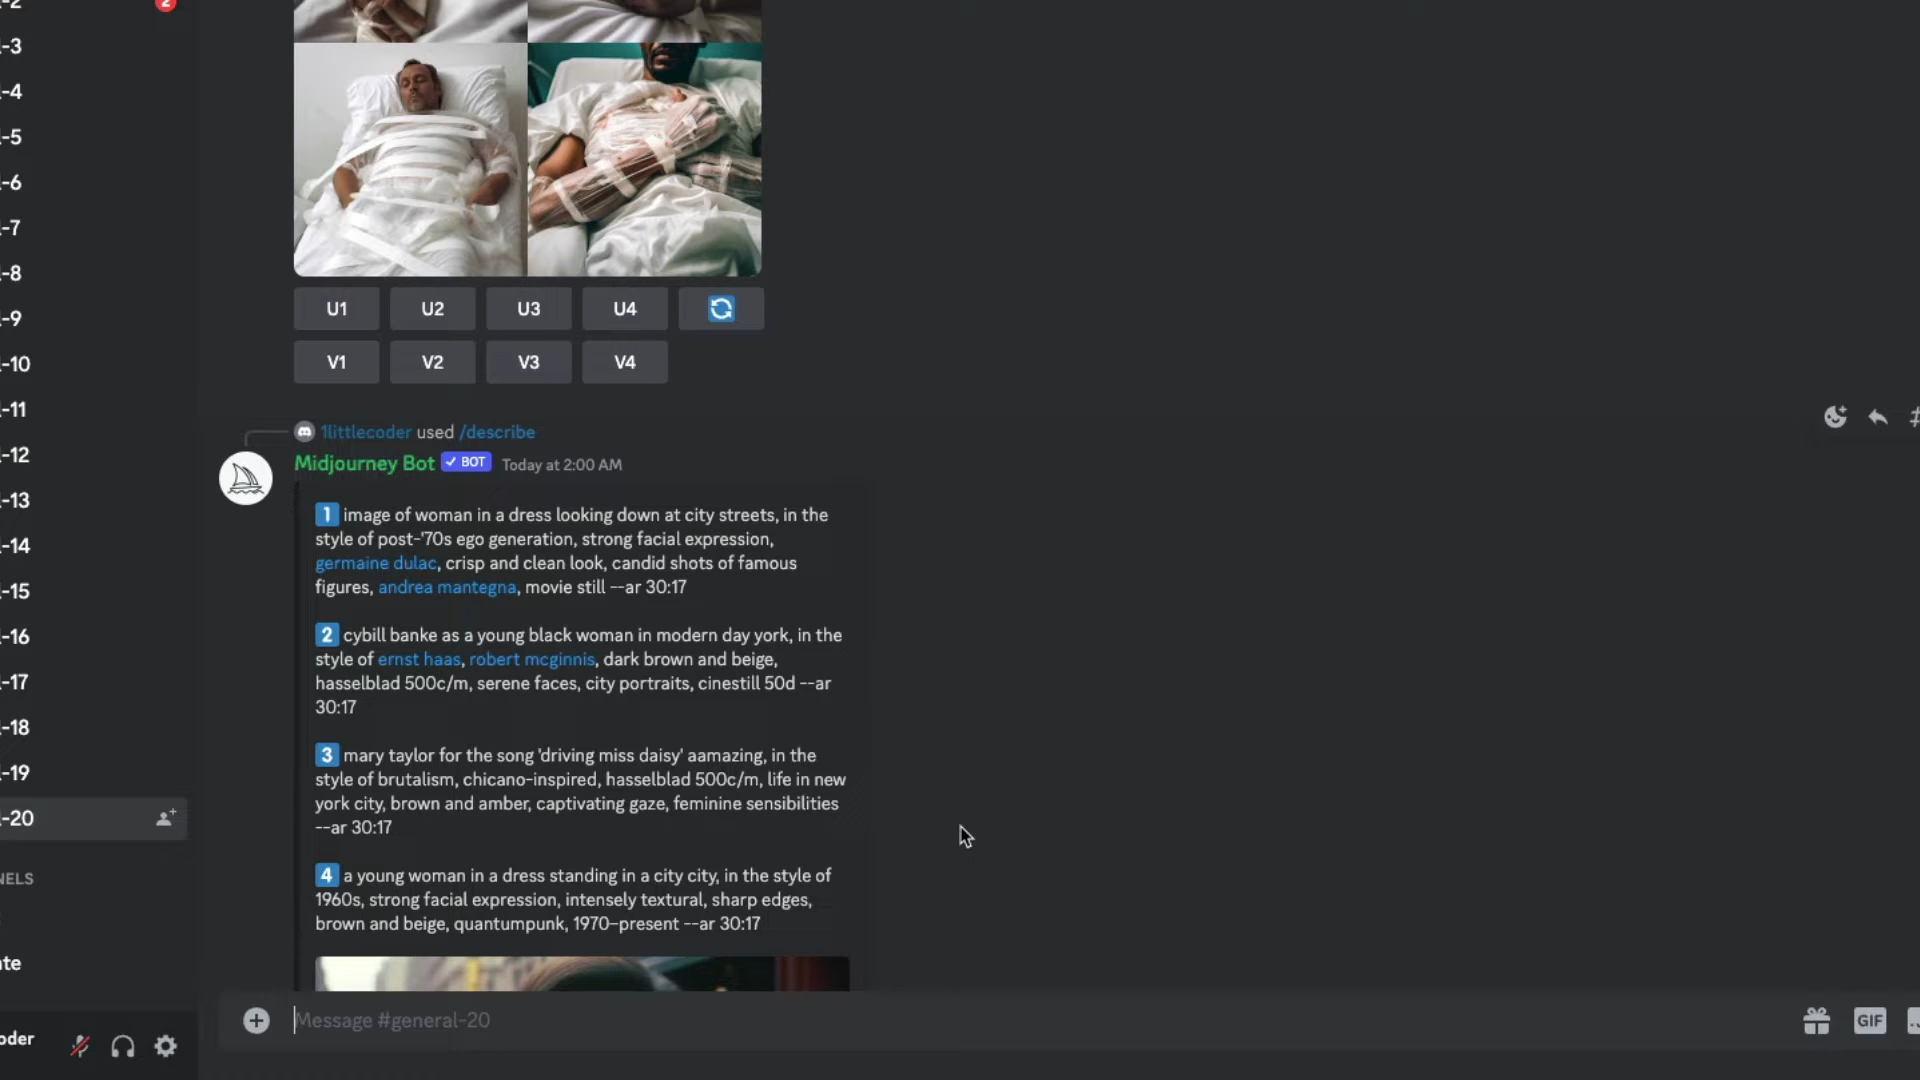 -2
2
-3
-4
-5
-6
-7
-8
-9
-10
-11
-12
-13
-14
-15
-16
-17
-18
-19
-20
NELS
te
oder
U1 U2 U3 U4
V1 V2 V3 V4
1littlecoder used /describe
Midjourney Bot ✓ BOT Today at 2:00 AM
1 image of woman in a dress looking down at city streets, in the
style of post-'70s ego generation, strong facial expression,
germaine dulac, crisp and clean look, candid shots of famous
figures, andrea mantegna, movie still --ar 30:17
2 cybill banke as a young black woman in modern day york, in the
style of ernst haas, robert mcginnis, dark brown and beige,
hasselblad 500c/m, serene faces, city portraits, cinestill 50d --ar
30:17
3 mary taylor for the song 'driving miss daisy' aamazing, in the
style of brutalism, chicano-inspired, hasselblad 500c/m, life in new
york city, brown and amber, captivating gaze, feminine sensibilities
--ar 30:17
4 a young woman in a dress standing in a city city, in the style of
1960s, strong facial expression, intensely textural, sharp edges,
brown and beige, quantumpunk, 1970–present --ar 30:17
Message #general-20
GIF